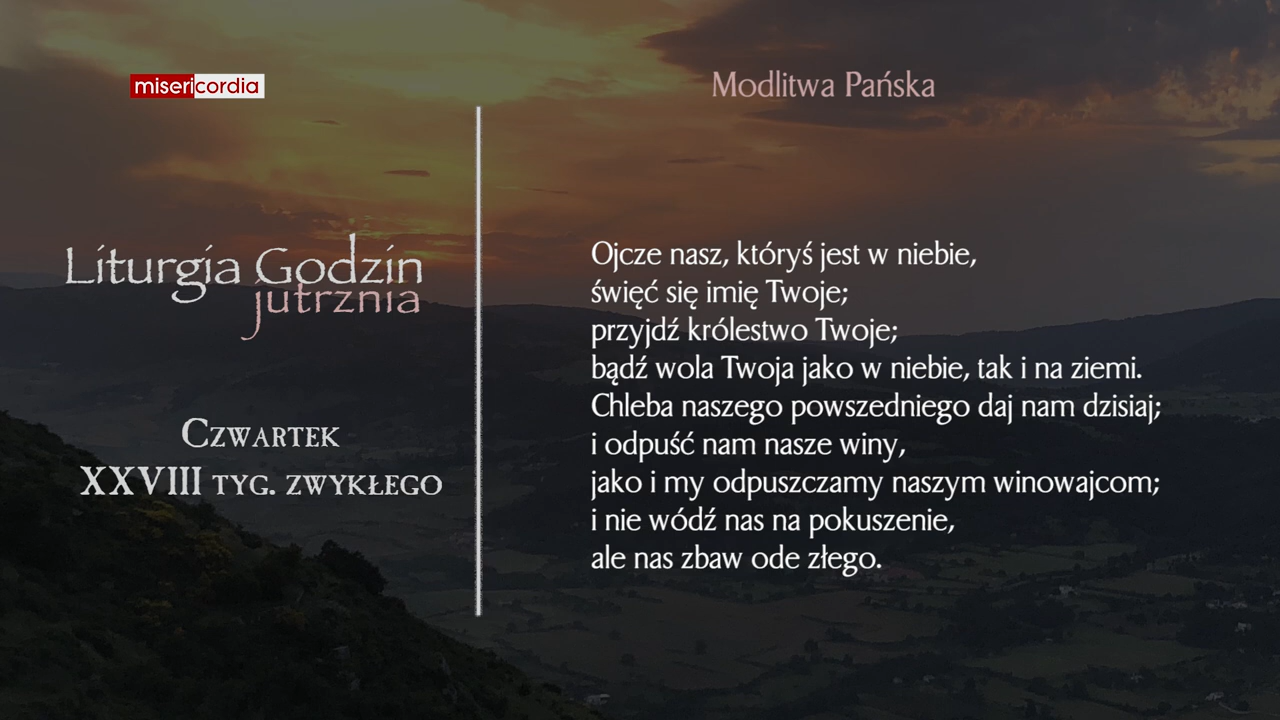 misericordia
Liturgia Godzin
jutrznia
Czwartek
XXVIII tyg. zwykłego
Modlitwa Pańska
Ojcze nasz, któryś jest w niebie,
święć się imię Twoje;
przyjdź królestwo Twoje;
bądź wola Twoja jako w niebie, tak i na ziemi.
Chleba naszego powszedniego daj nam dzisiaj;
i odpuść nam nasze winy,
jako i my odpuszczamy naszym winowajcom;
i nie wódź nas na pokuszenie,
ale nas zbaw ode złego.